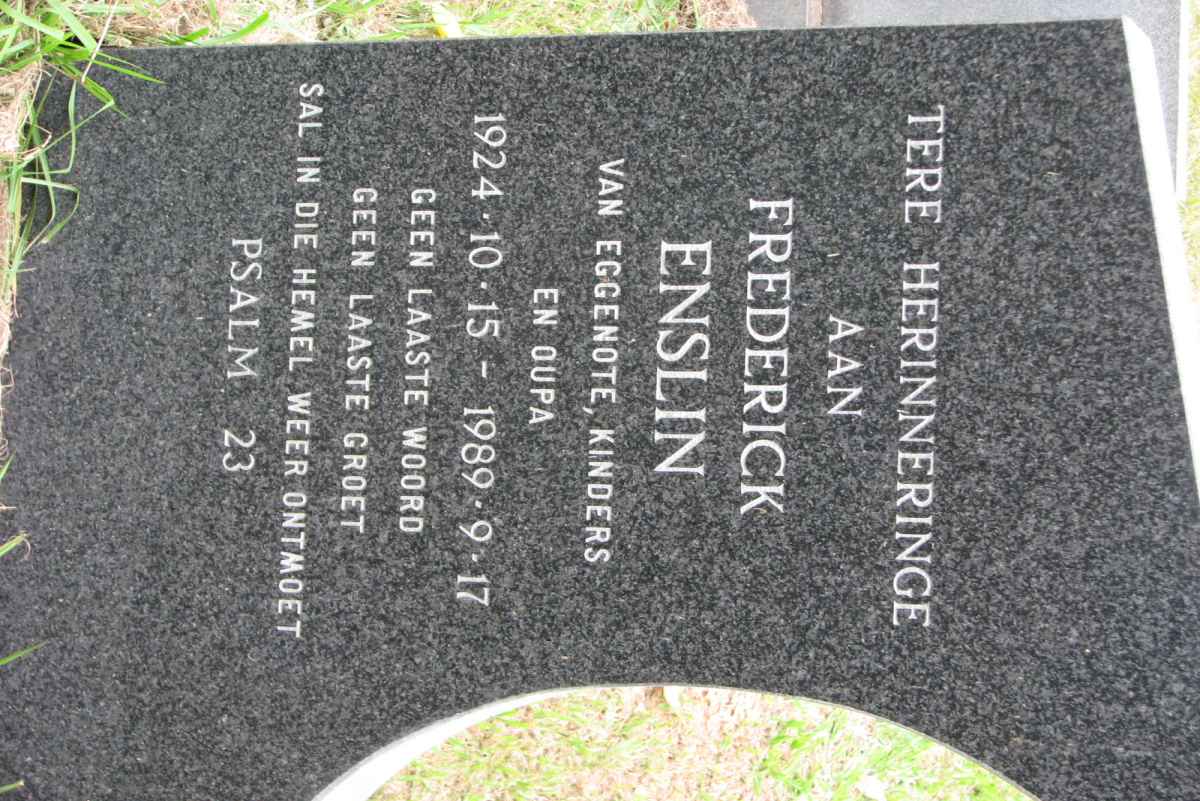 TERE HERINNERINGE
AAN
FREDERICK
ENSLIN
VAN EGGENOTE, KINDERS
EN OUPA
1924·10·15 – 1989·9·17
GEEN LAASTE WOORD
GEEN LAASTE GROET
SAL IN DIE HEMEL WEER ONTMOET
PSALM 23